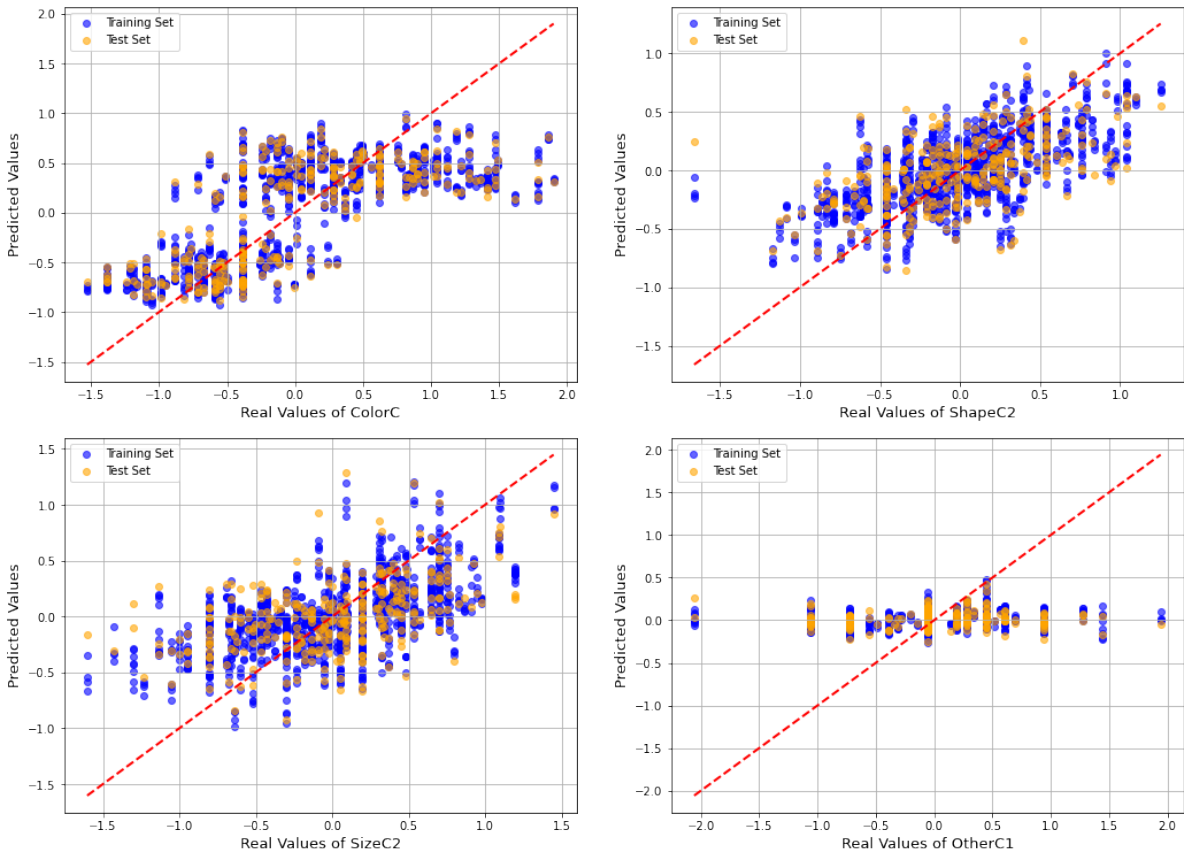 2.0
1.5
1.0
0.5
0.0
−0.5
−1.0
−1.5
Predicted Values
Training Set
Test Set
−1.5 −1.0 −0.5 0.0 0.5 1.0 1.5 2.0
Real Values of ColorC
1.0
0.5
0.0
−0.5
−1.0
−1.5
Predicted Values
Training Set
Test Set
−1.5 −1.0 −0.5 0.0 0.5 1.0
Real Values of ShapeC2
1.5
1.0
0.5
0.0
−0.5
−1.0
−1.5
Predicted Values
Training Set
Test Set
−1.5 −1.0 −0.5 0.0 0.5 1.0 1.5
Real Values of SizeC2
2.0
1.5
1.0
0.5
0.0
−0.5
−1.0
−1.5
−2.0
Predicted Values
Training Set
Test Set
−2.0 −1.5 −1.0 −0.5 0.0 0.5 1.0 1.5 2.0
Real Values of OtherC1